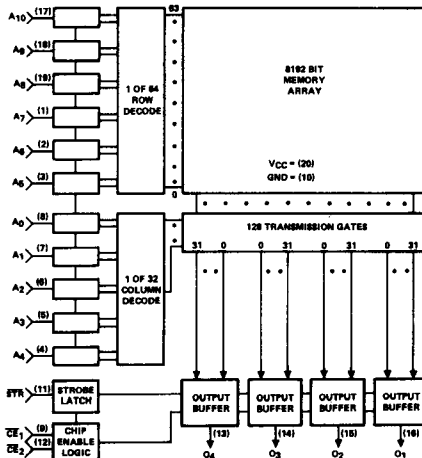 A10 (17)
63
A9 (18)
A8 (19)
A7 (1)
A6 (2)
A5 (3)
1 OF 64
ROW
DECODE
0
8192 BIT
MEMORY
ARRAY
VCC = (20)
GND = (10)
A0 (8)
A1 (7)
A2 (6)
A3 (5)
A4 (4)
1 OF 32
COLUMN
DECODE
128 TRANSMISSION GATES
31 0 0 31 0 31 0 31
STR (11)
STROBE
LATCH
CE1 (9)
CE2 (12)
CHIP
ENABLE
LOGIC
OUTPUT
BUFFER
OUTPUT
BUFFER
OUTPUT
BUFFER
OUTPUT
BUFFER
(13) (14) (15) (16)
O4 O3 O2 O1